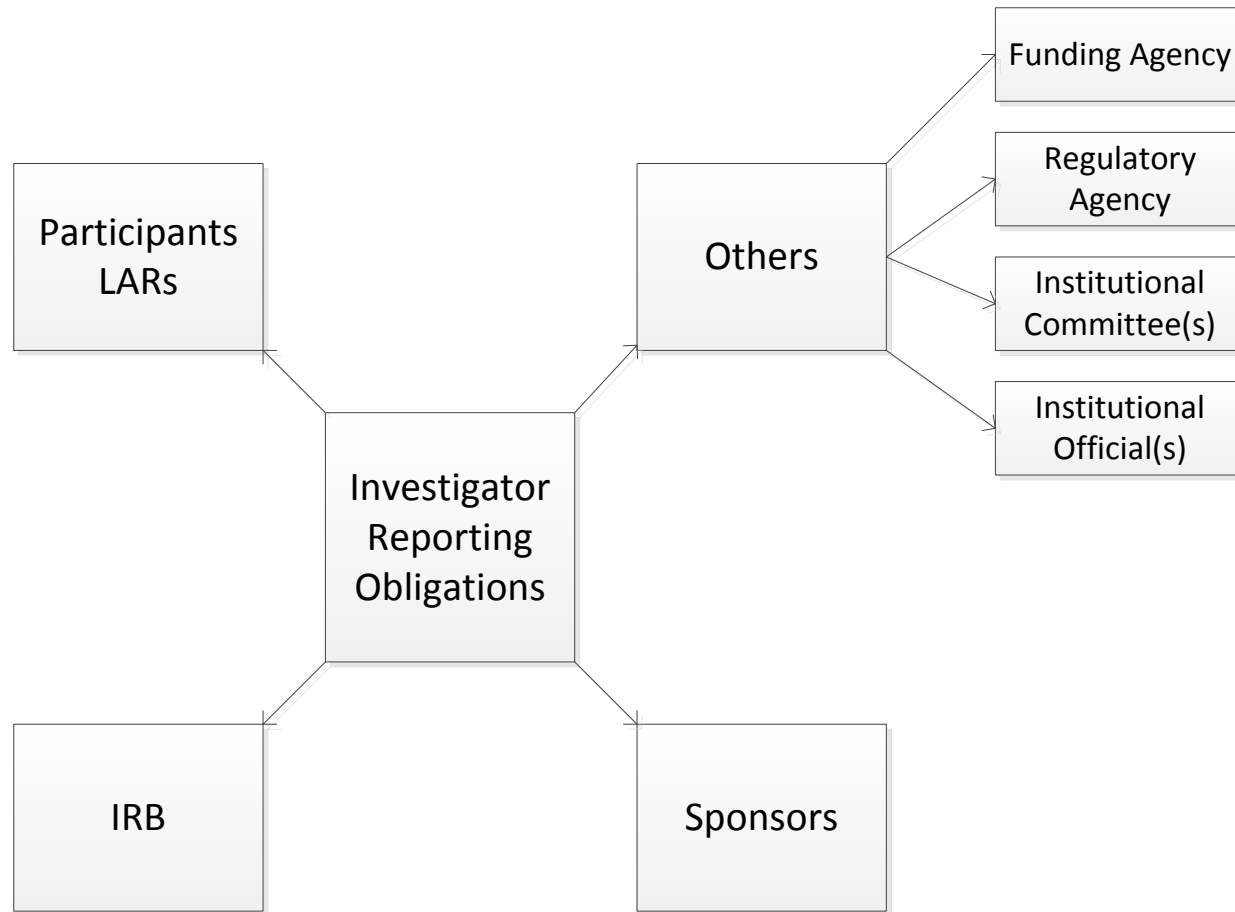 Funding Agency
Regulatory
Agency
Participants
LARs
Others
Institutional
Committee(s)
Institutional
Official(s)
Investigator
Reporting
Obligations
IRB
Sponsors